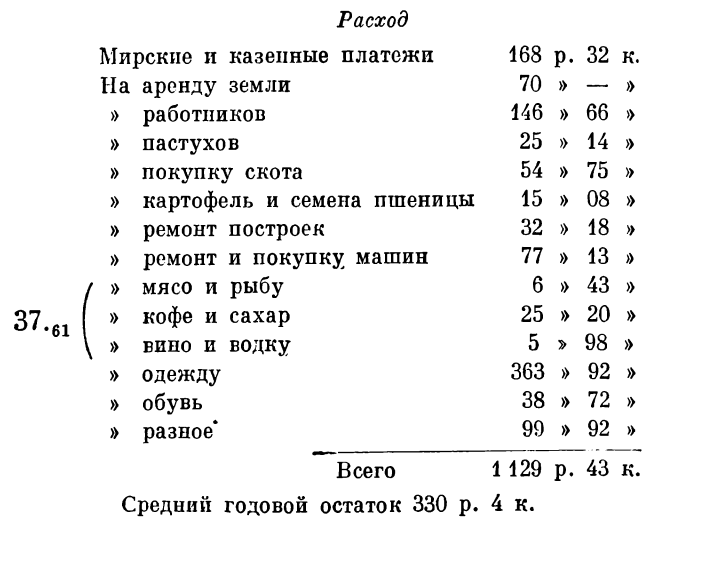 Расход
Мирские и казенные платежи 168 р. 32 к.
На аренду земли 70 » — »
» работников 146 » 66 »
» пастухов 25 » 14 »
» покупку скота 54 » 75 »
» картофель и семена пшеницы 15 » 08 »
» ремонт построек 32 » 18 »
» ремонт и покупку машин 77 » 13 »
» мясо и рыбу 6 » 43 »
37.61 » кофе и сахар 25 » 20 »
» вино и водку 5 » 98 »
» одежду 363 » 92 »
» обувь 38 » 72 »
» разное 99 » 92 »
Всего 1 129 р. 43 к.
Средний годовой остаток 330 р. 4 к.